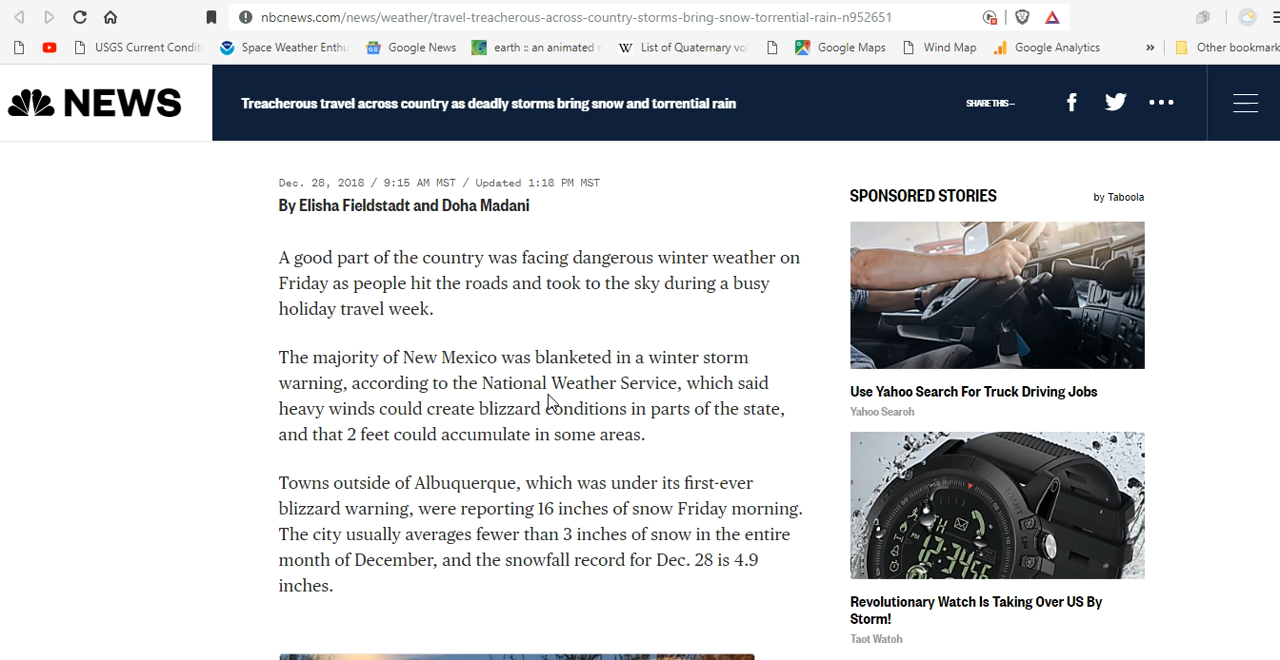 nbcnews.com/news/weather/travel-treacherous-across-country-storms-bring-snow-torrential-rain-n952651
USGS Current Condit
Space Weather Enthu
Google News
earth :: an animated
List of Quaternary vo
Google Maps
Wind Map
Google Analytics
»
Other bookmark
NEWS
Treacherous travel across country as deadly storms bring snow and torrential rain
SHARE THIS —
Dec. 28, 2018 / 9:15 AM MST / Updated 1:18 PM MST
By Elisha Fieldstadt and Doha Madani
A good part of the country was facing dangerous winter weather on
Friday as people hit the roads and took to the sky during a busy
holiday travel week.
The majority of New Mexico was blanketed in a winter storm
warning, according to the National Weather Service, which said
heavy winds could create blizzard conditions in parts of the state,
and that 2 feet could accumulate in some areas.
Towns outside of Albuquerque, which was under its first-ever
blizzard warning, were reporting 16 inches of snow Friday morning.
The city usually averages fewer than 3 inches of snow in the entire
month of December, and the snowfall record for Dec. 28 is 4.9
inches.
SPONSORED STORIES
by Taboola
Use Yahoo Search For Truck Driving Jobs
Yahoo Search
12:3456
Revolutionary Watch Is Taking Over US By
Storm!
Taot Watch